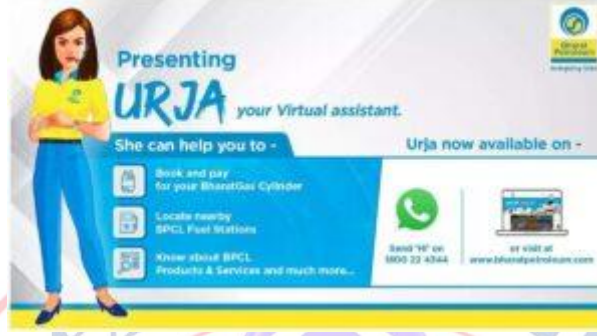 Bharat
Petroleum
Presenting
URJA your Virtual assistant.
She can help you to -
Urja now available on -
Book and pay
for your BharatGas Cylinder
Locate nearby
BPCL Fuel Stations
Know about BPCL
Products & Services and much more...
Send "Hi" on
1800 22 4344
or visit at
www.bharatpetroleum.com